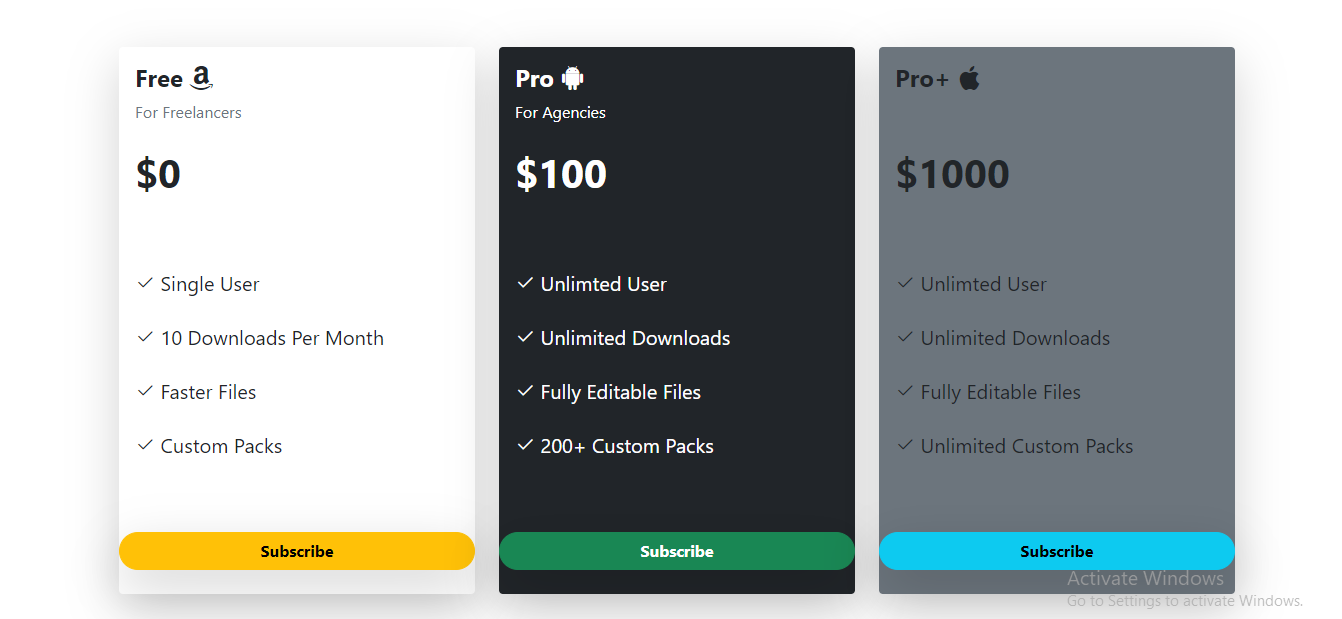 Free
For Freelancers
$0
Single User
10 Downloads Per Month
Faster Files
Custom Packs
Subscribe
Pro
For Agencies
$100
Unlimted User
Unlimited Downloads
Fully Editable Files
200+ Custom Packs
Subscribe
Pro+
$1000
Unlimted User
Unlimited Downloads
Fully Editable Files
Unlimited Custom Packs
Subscribe
Activate Windows
Go to Settings to activate Windows.